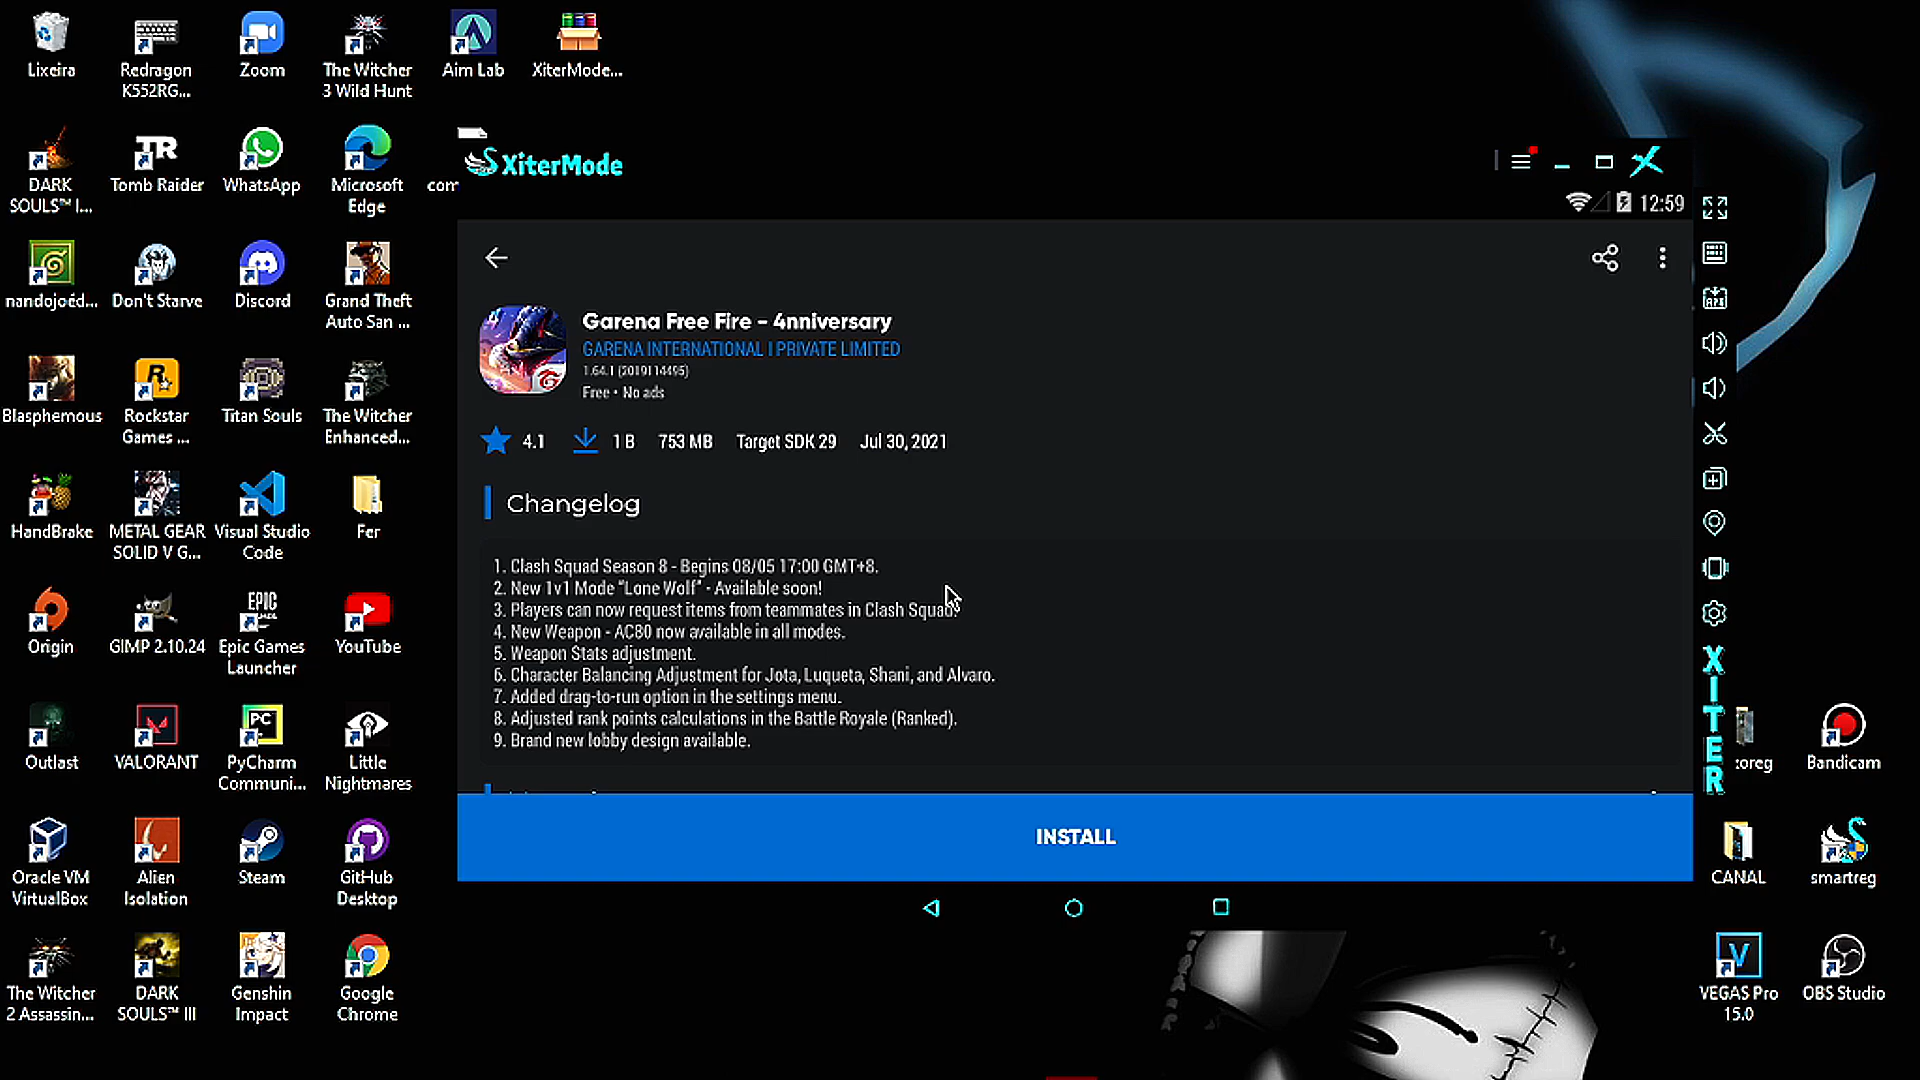 Lixeira
Redragon
K552RG...
Zoom
The Witcher
3 Wild Hunt
Aim Lab
XiterMode...
DARK
SOULS™ I...
TR
Tomb Raider
WhatsApp
Microsoft
Edge
com
XiterMode
12:59
nandojoéd...
Don't Starve
Discord
Grand Theft
Auto San ...
Garena Free Fire – 4nniversary
GARENA INTERNATIONAL I PRIVATE LIMITED
1.64.1 (2019114495)
Free • No ads
4.1
1 B
753 MB
Target SDK 29
Jul 30, 2021
Blasphemous
R
Rockstar
Games ...
Titan Souls
The Witcher
Enhanced...
Changelog
1. Clash Squad Season 8 - Begins 08/05 17:00 GMT+8.
2. New 1v1 Mode "Lone Wolf" - Available soon!
3. Players can now request items from teammates in Clash Squad.
4. New Weapon - AC80 now available in all modes.
5. Weapon Stats adjustment.
6. Character Balancing Adjustment for Jota, Luqueta, Shani, and Alvaro.
7. Added drag-to-run option in the settings menu.
8. Adjusted rank points calculations in the Battle Royale (Ranked).
9. Brand new lobby design available.
INSTALL
HandBrake
METAL GEAR
SOLID V G...
Visual Studio
Code
Fer
Origin
GIMP 2.10.24
EPIC
GAMES
Epic Games
Launcher
YouTube
XITER
Outlast
VALORANT
PC
PyCharm
Communi...
Little
Nightmares
zoreg
Bandicam
Oracle VM
VirtualBox
Alien
Isolation
Steam
GitHub
Desktop
CANAL
smartreg
The Witcher
2 Assassin...
DARK
SOULS™ III
Genshin
Impact
Google
Chrome
V
VEGAS Pro
15.0
OBS Studio